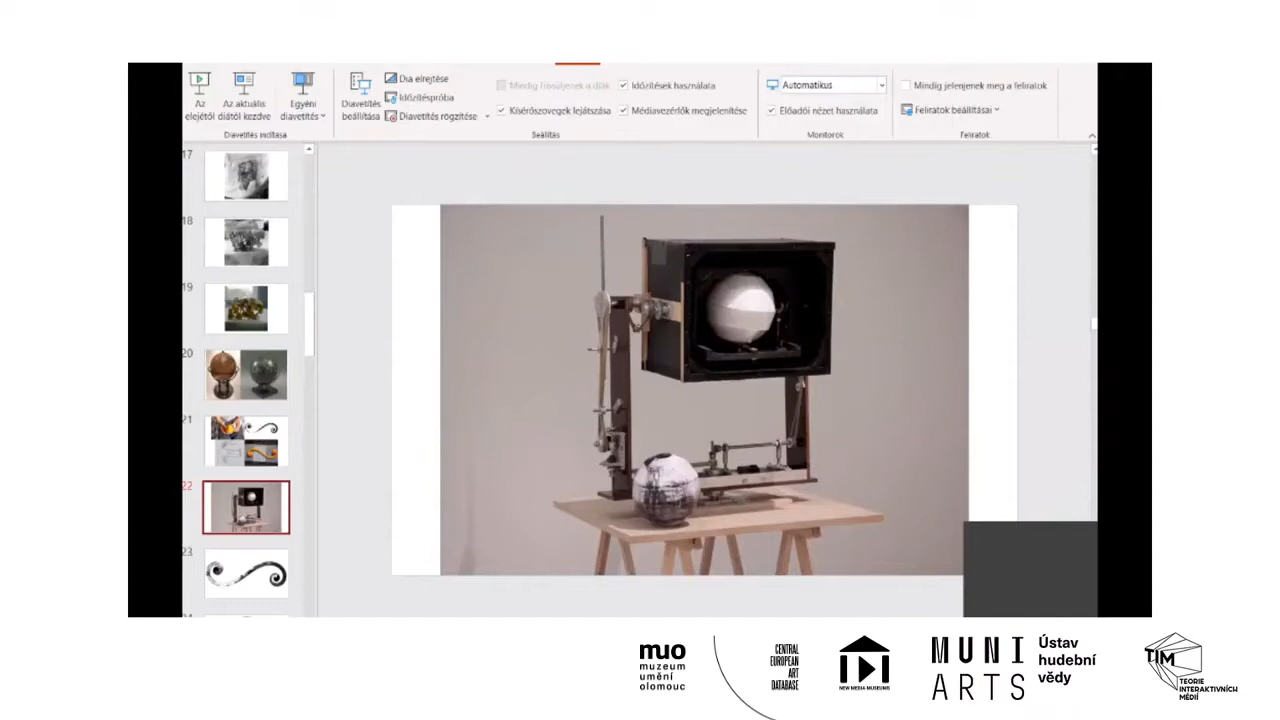 Az elejétől
Az aktuális diától kezdve
Egyéni diavetítés
Diavetítés indítása
Diavetítés beállítása
Dia elrejtése
Időzítéspróba
Diavetítés rögzítése
Mindig frissüljenek a diák
Időzítések használata
Kísérőszövegek lejátszása
Médiavezérlők megjelenítése
Beállítás
Automatikus
Előadói nézet használata
Monitorok
Mindig jelenjenek meg a feliratok
Feliratok beállításai
Feliratok
17
18
19
20
21
22
23
muo
muzeum
umění
olomouc
CENTRAL
EUROPEAN
ART
DATABASE
NEW MEDIA MUSEUMS
MUNI
ARTS
Ústav
hudební
vědy
TIM
TEORIE
INTERAKTIVNÍCH
MÉDIÍ